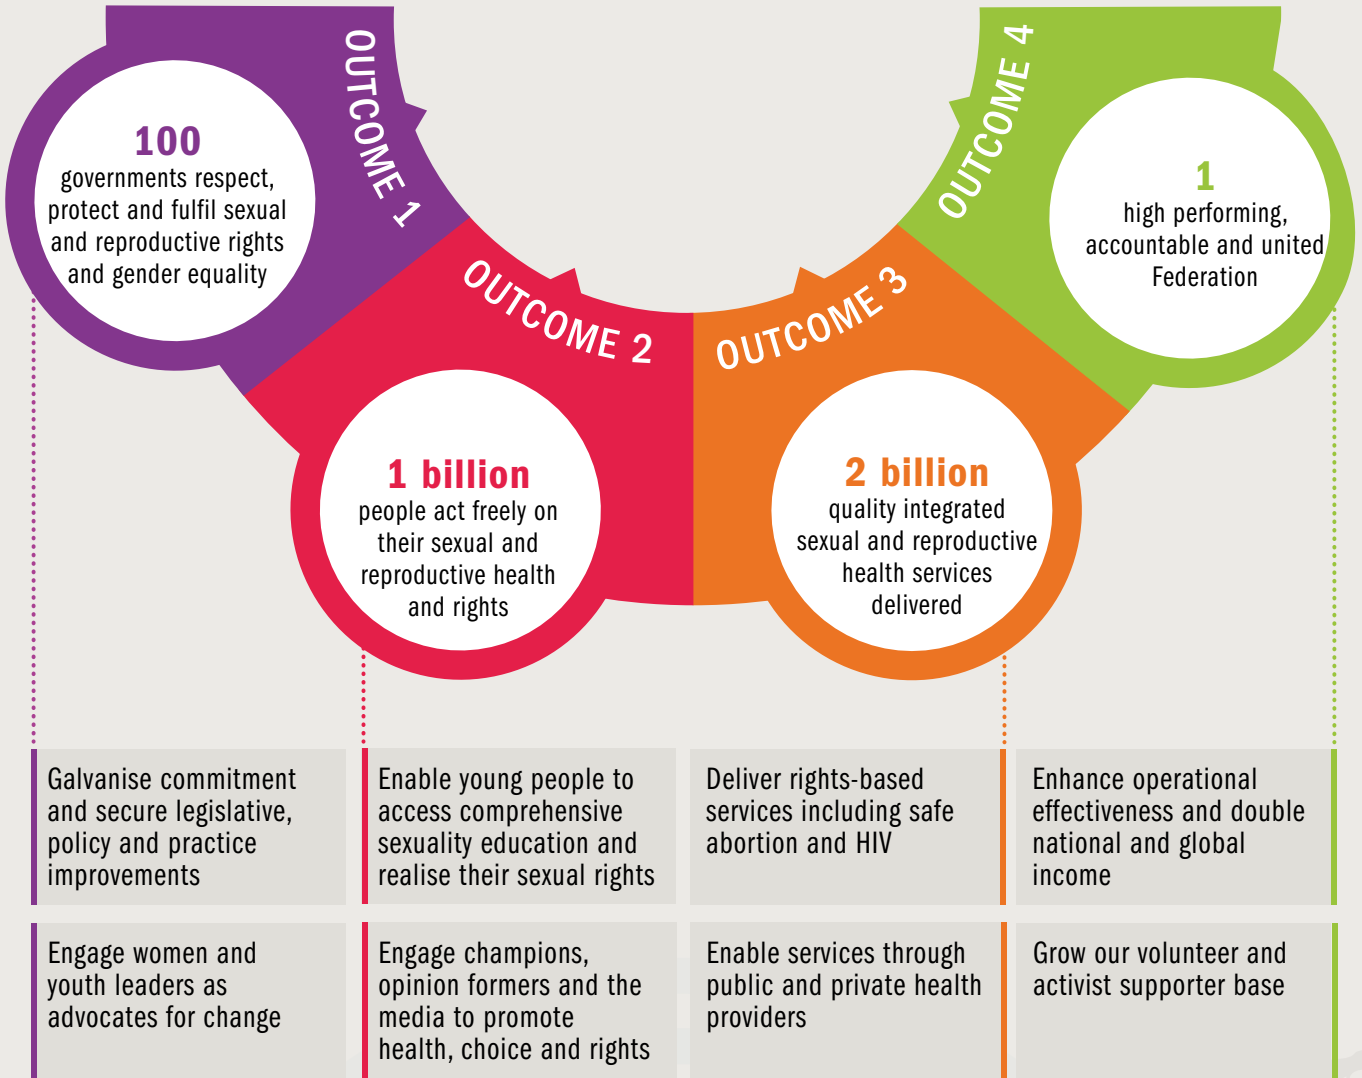 OUTCOME 1
100
governments respect,
protect and fulfil sexual
and reproductive rights
and gender equality
OUTCOME 2
1 billion
people act freely on
their sexual and
reproductive health
and rights
OUTCOME 3
2 billion
quality integrated
sexual and reproductive
health services
delivered
OUTCOME 4
1
high performing,
accountable and united
Federation
Galvanise commitment
and secure legislative,
policy and practice
improvements
Enable young people to
access comprehensive
sexuality education and
realise their sexual rights
Deliver rights-based
services including safe
abortion and HIV
Enhance operational
effectiveness and double
national and global
income
Engage women and
youth leaders as
advocates for change
Engage champions,
opinion formers and the
media to promote
health, choice and rights
Enable services through
public and private health
providers
Grow our volunteer and
activist supporter base